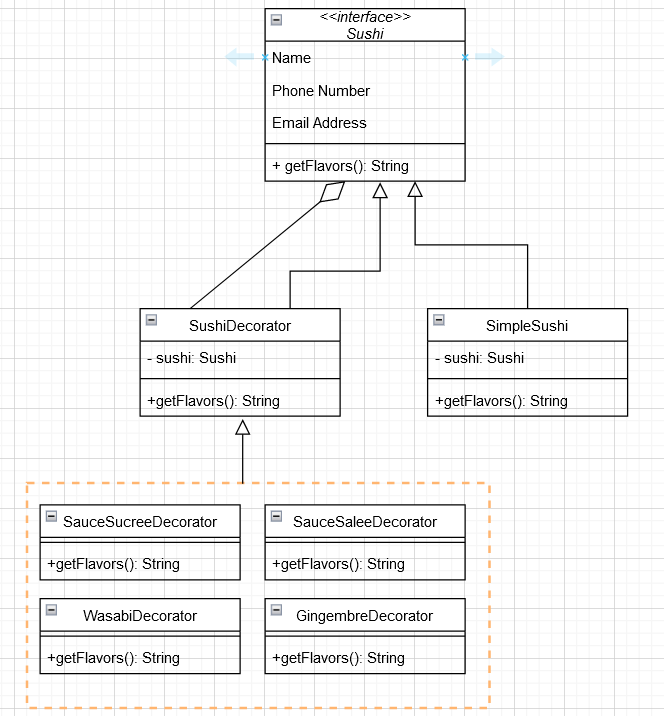 <<interface>>
Sushi
Name
Phone Number
Email Address
+ getFlavors(): String
SushiDecorator
- sushi: Sushi
+getFlavors(): String
SimpleSushi
- sushi: Sushi
+getFlavors(): String
SauceSucreeDecorator
+getFlavors(): String
SauceSaleeDecorator
+getFlavors(): String
WasabiDecorator
+getFlavors(): String
GingembreDecorator
+getFlavors(): String